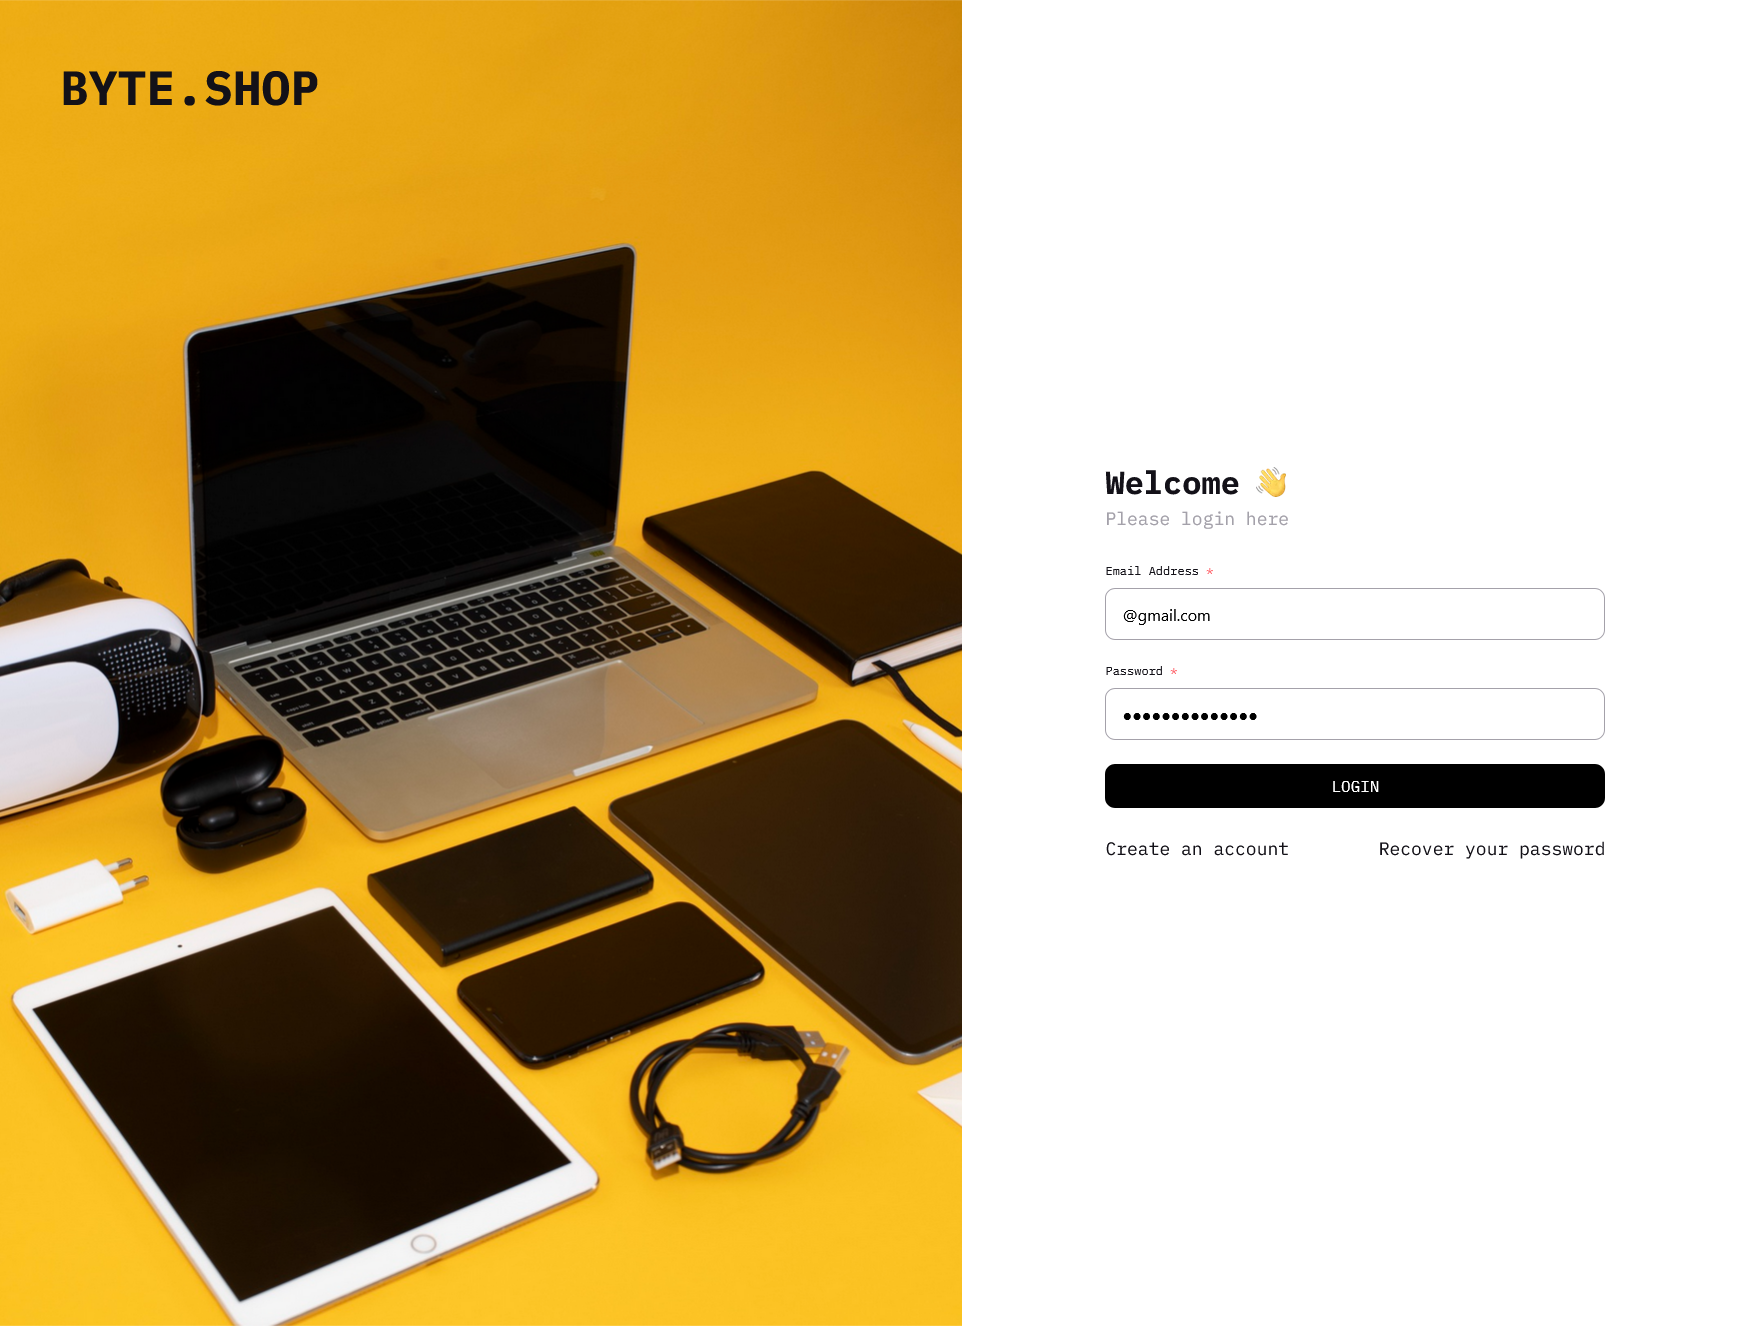 BYTE.SHOP
Welcome 👋
Please login here
Email Address *
@gmail.com
Password *
••••••••••••••
LOGIN
Create an account Recover your password